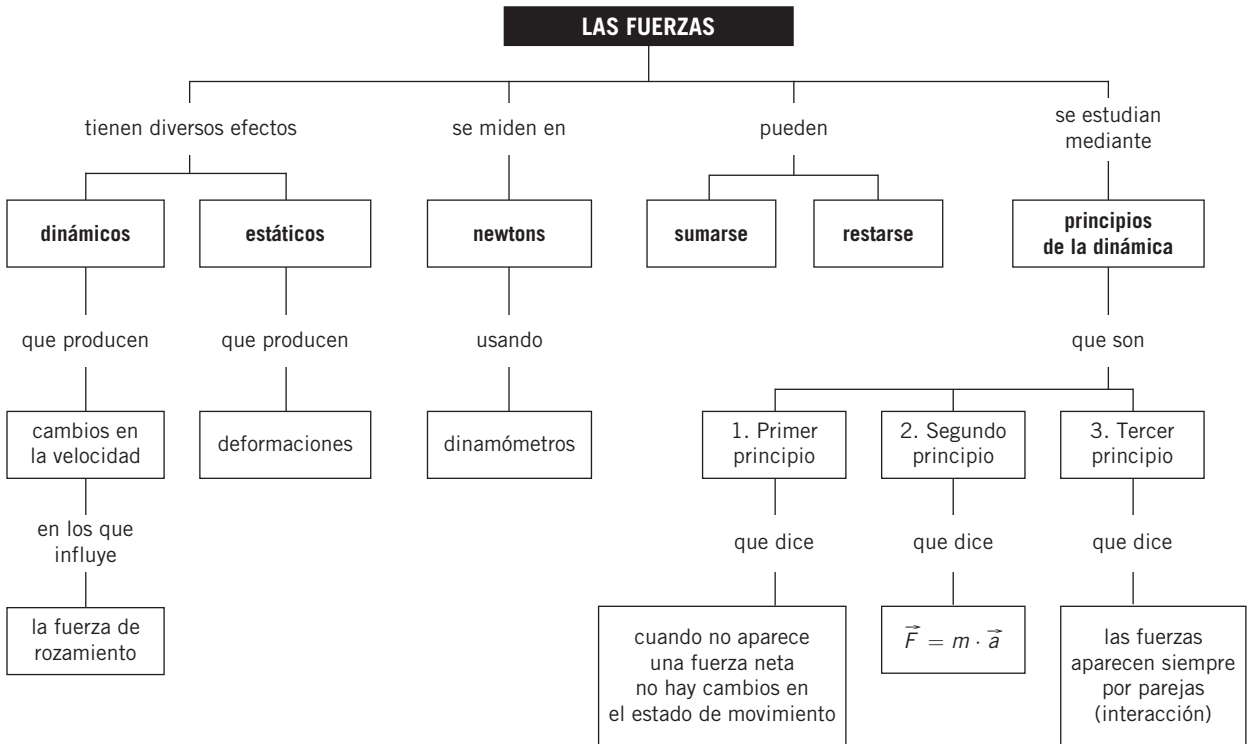 LAS FUERZAS
tienen diversos efectos
se miden en
pueden
se estudian
mediante
dinámicos
estáticos
newtons
sumarse
restarse
principios
de la dinámica
que producen
que producen
usando
que son
cambios en
la velocidad
deformaciones
dinamómetros
1. Primer
principio
2. Segundo
principio
3. Tercer
principio
en los que
influye
que dice
que dice
que dice
la fuerza de
rozamiento
cuando no aparece
una fuerza neta
no hay cambios en
el estado de movimiento
F⃗ = m · a⃗
las fuerzas
aparecen siempre
por parejas
(interacción)